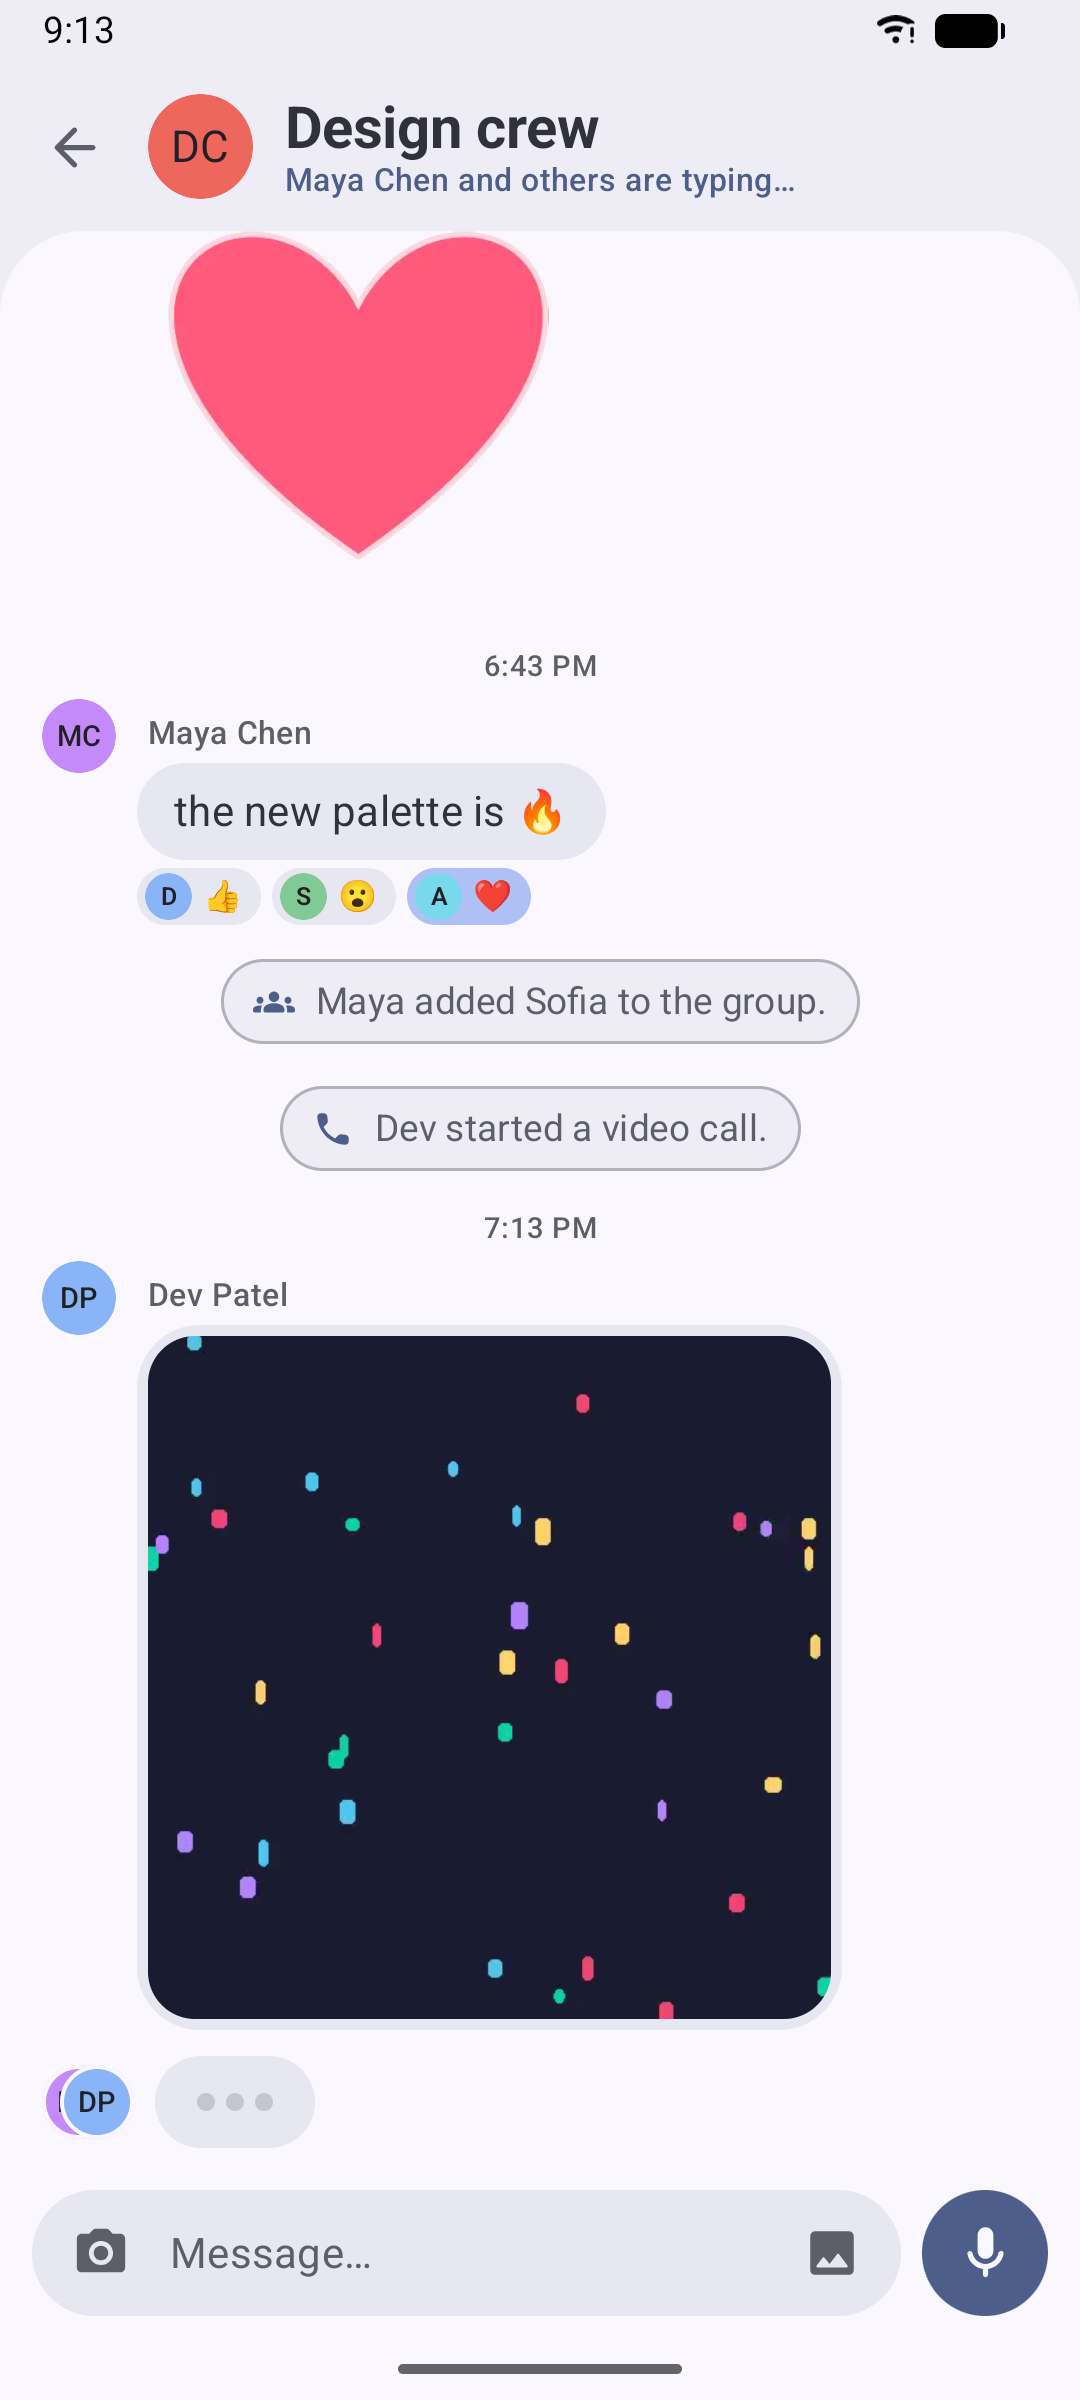 9:13
DC
Design crew
Maya Chen and others are typing…
6:43 PM
MC
Maya Chen
the new palette is 🔥
D 👍 S 😮 A ❤️
Maya added Sofia to the group.
Dev started a video call.
7:13 PM
DP
Dev Patel
DP
Message…